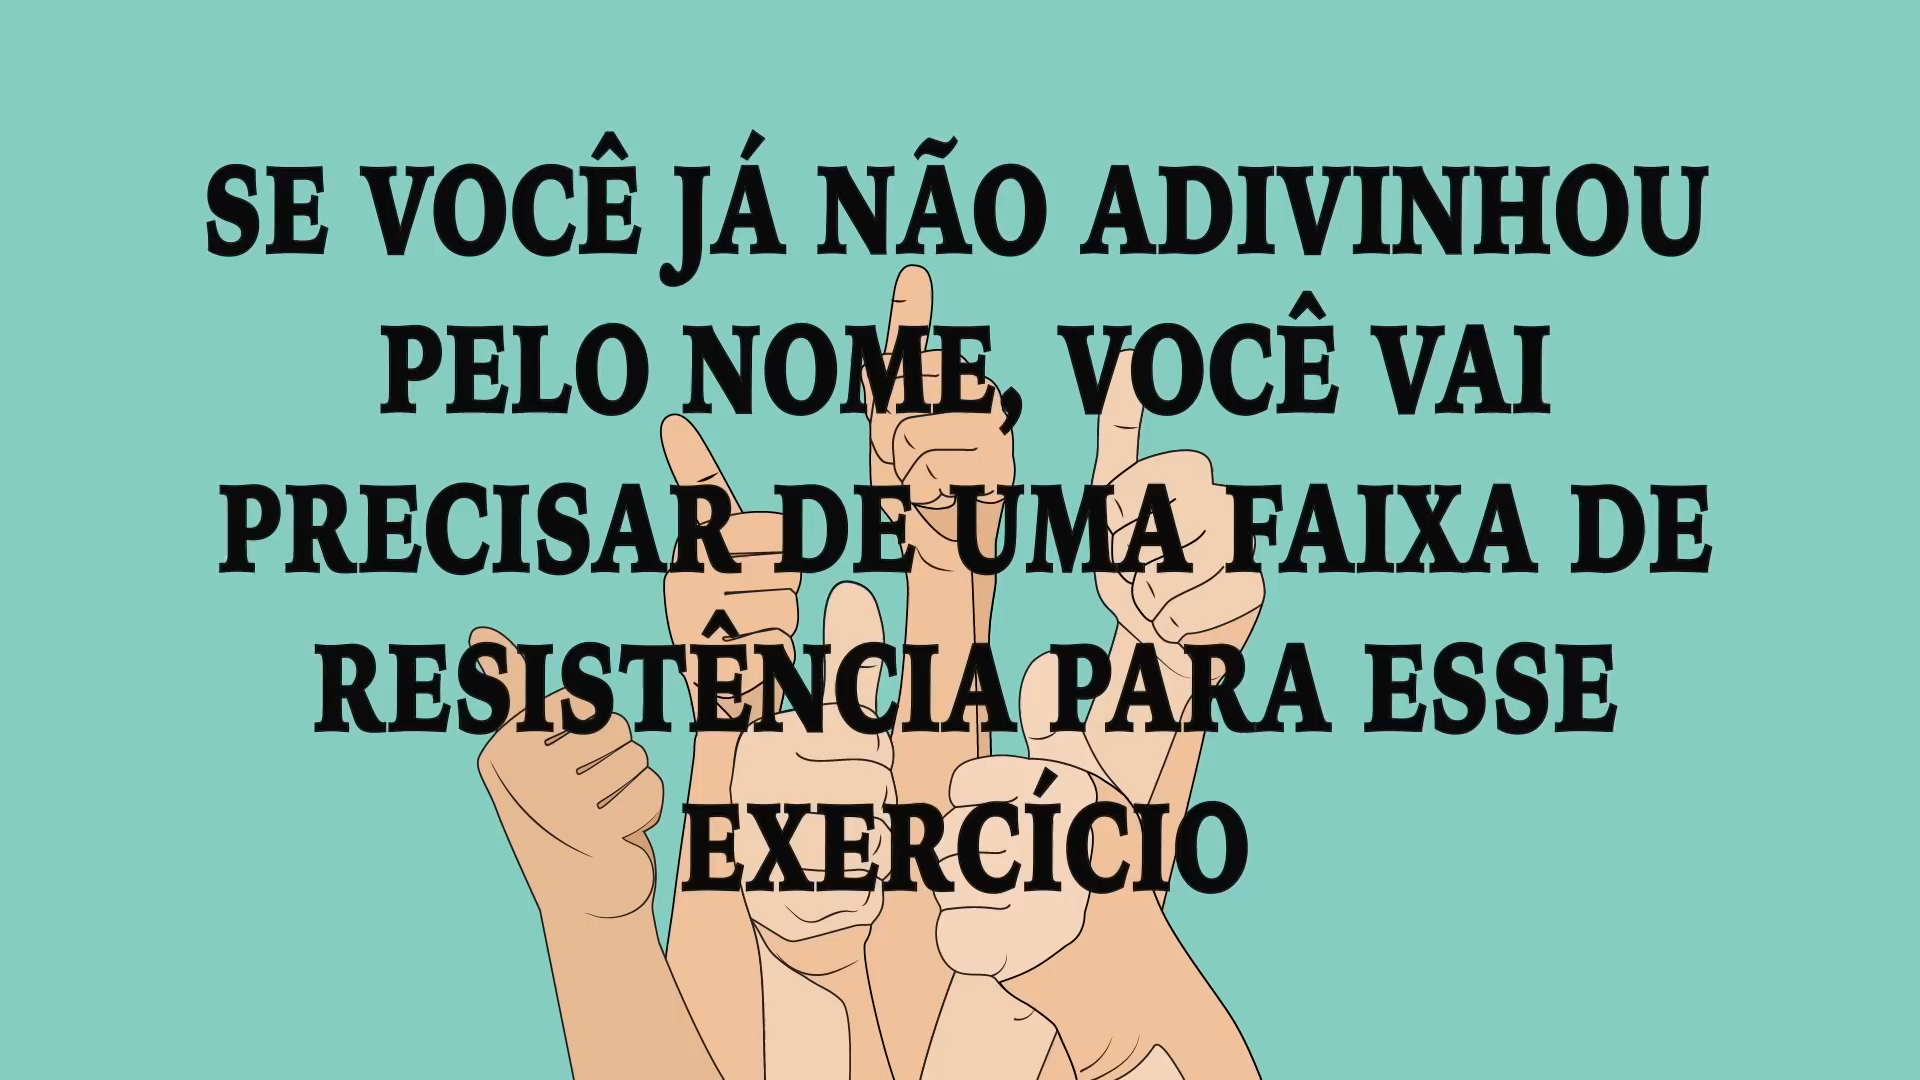 SE VOCÊ JÁ NÃO ADIVINHOU
PELO NOME, VOCÊ VAI
PRECISAR DE UMA FAIXA DE
RESISTÊNCIA PARA ESSE
EXERCÍCIO